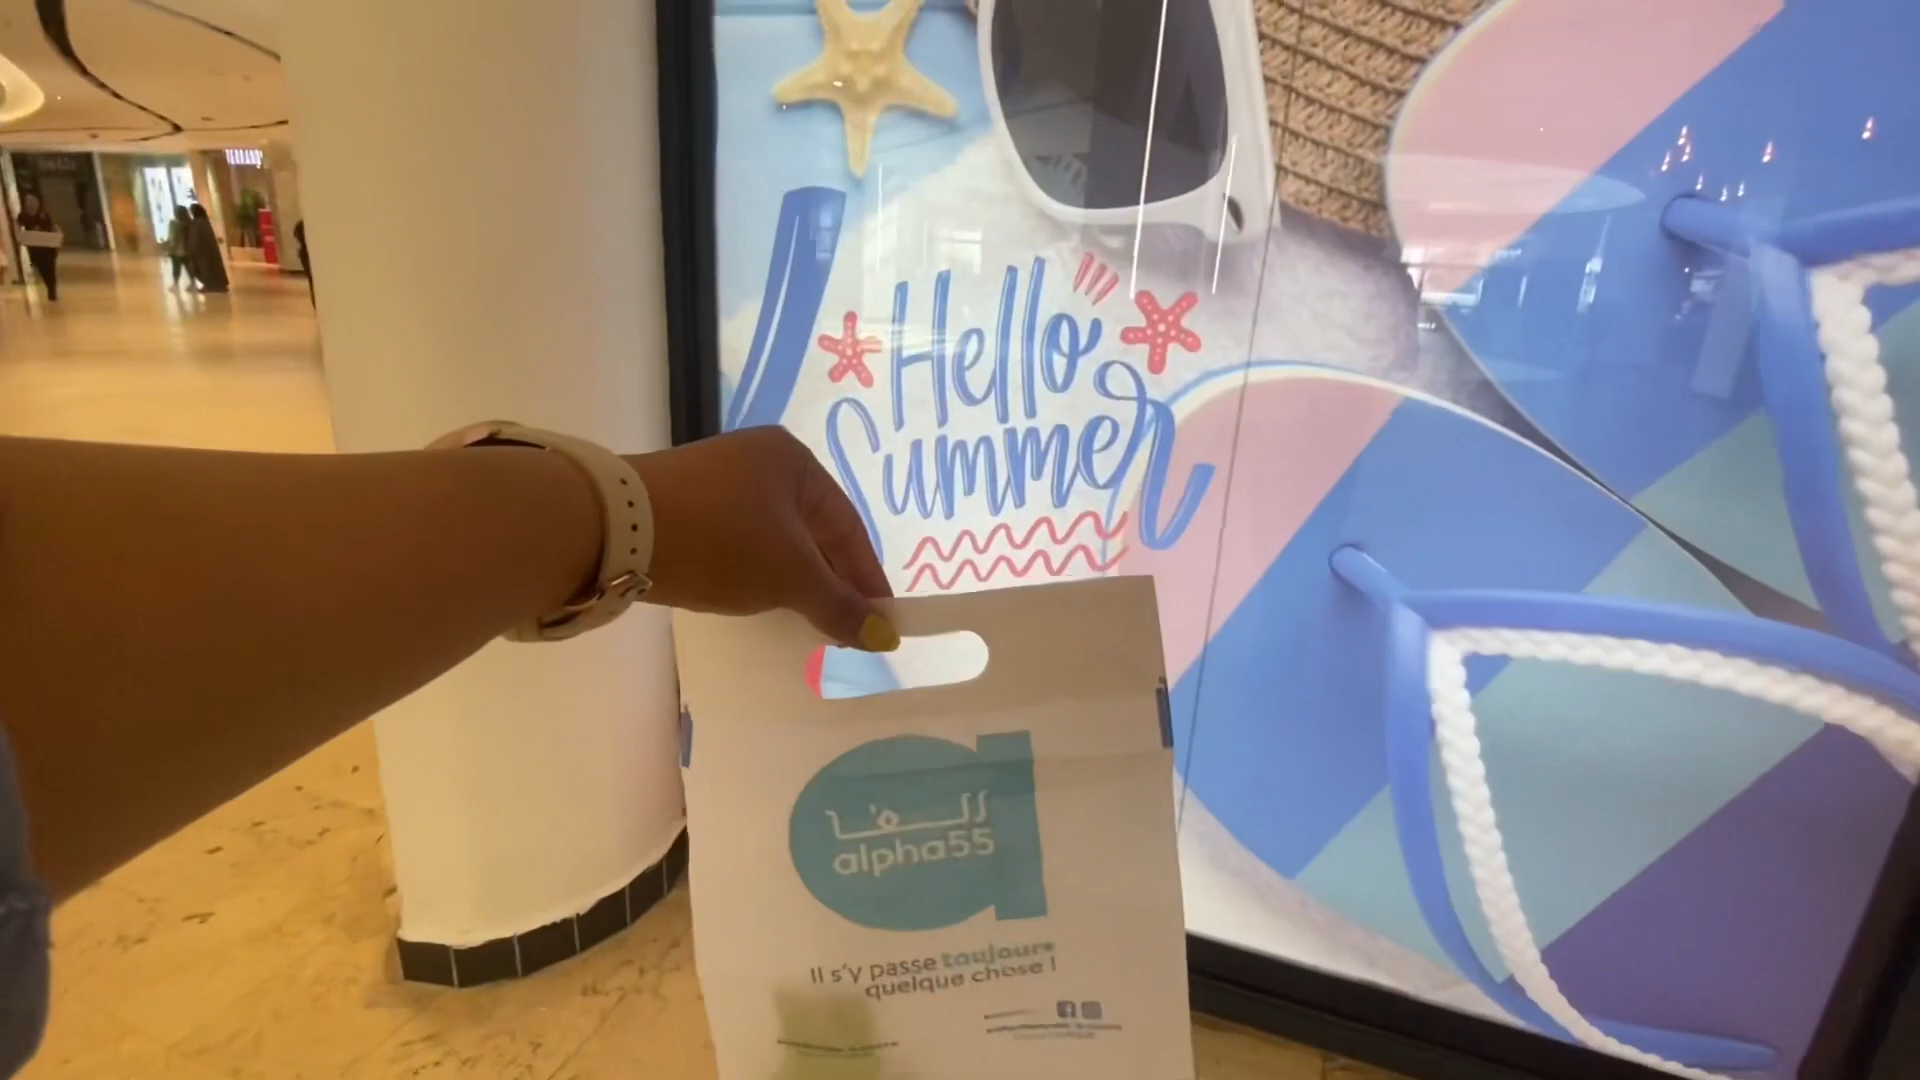 Hello
Summer
ألفا
alpha55
Il s'y passe toujours
quelque chose !